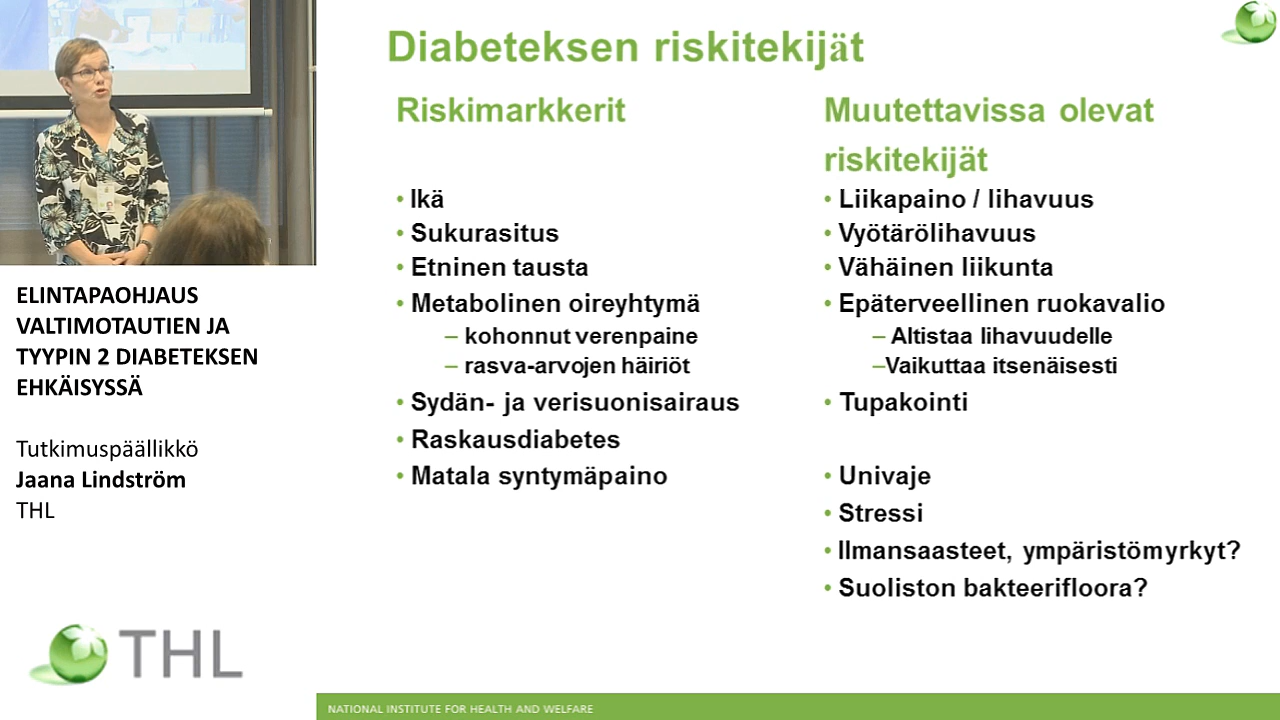 Diabeteksen riskitekijät
Riskimarkkerit
• Ikä
• Sukurasitus
• Etninen tausta
• Metabolinen oireyhtymä
– kohonnut verenpaine
– rasva-arvojen häiriöt
• Sydän- ja verisuonisairaus
• Raskausdiabetes
• Matala syntymäpaino
Muutettavissa olevat
riskitekijät
• Liikapaino / lihavuus
• Vyötärölihavuus
• Vähäinen liikunta
• Epäterveellinen ruokavalio
– Altistaa lihavuudelle
–Vaikuttaa itsenäisesti
• Tupakointi
• Univaje
• Stressi
• Ilmansaasteet, ympäristömyrkyt?
• Suoliston bakteerifloora?
ELINTAPAOHJAUS
VALTIMOTAUTIEN JA
TYYPIN 2 DIABETEKSEN
EHKÄISYSSÄ
Tutkimuspäällikkö
Jaana Lindström
THL
THL
NATIONAL INSTITUTE FOR HEALTH AND WELFARE